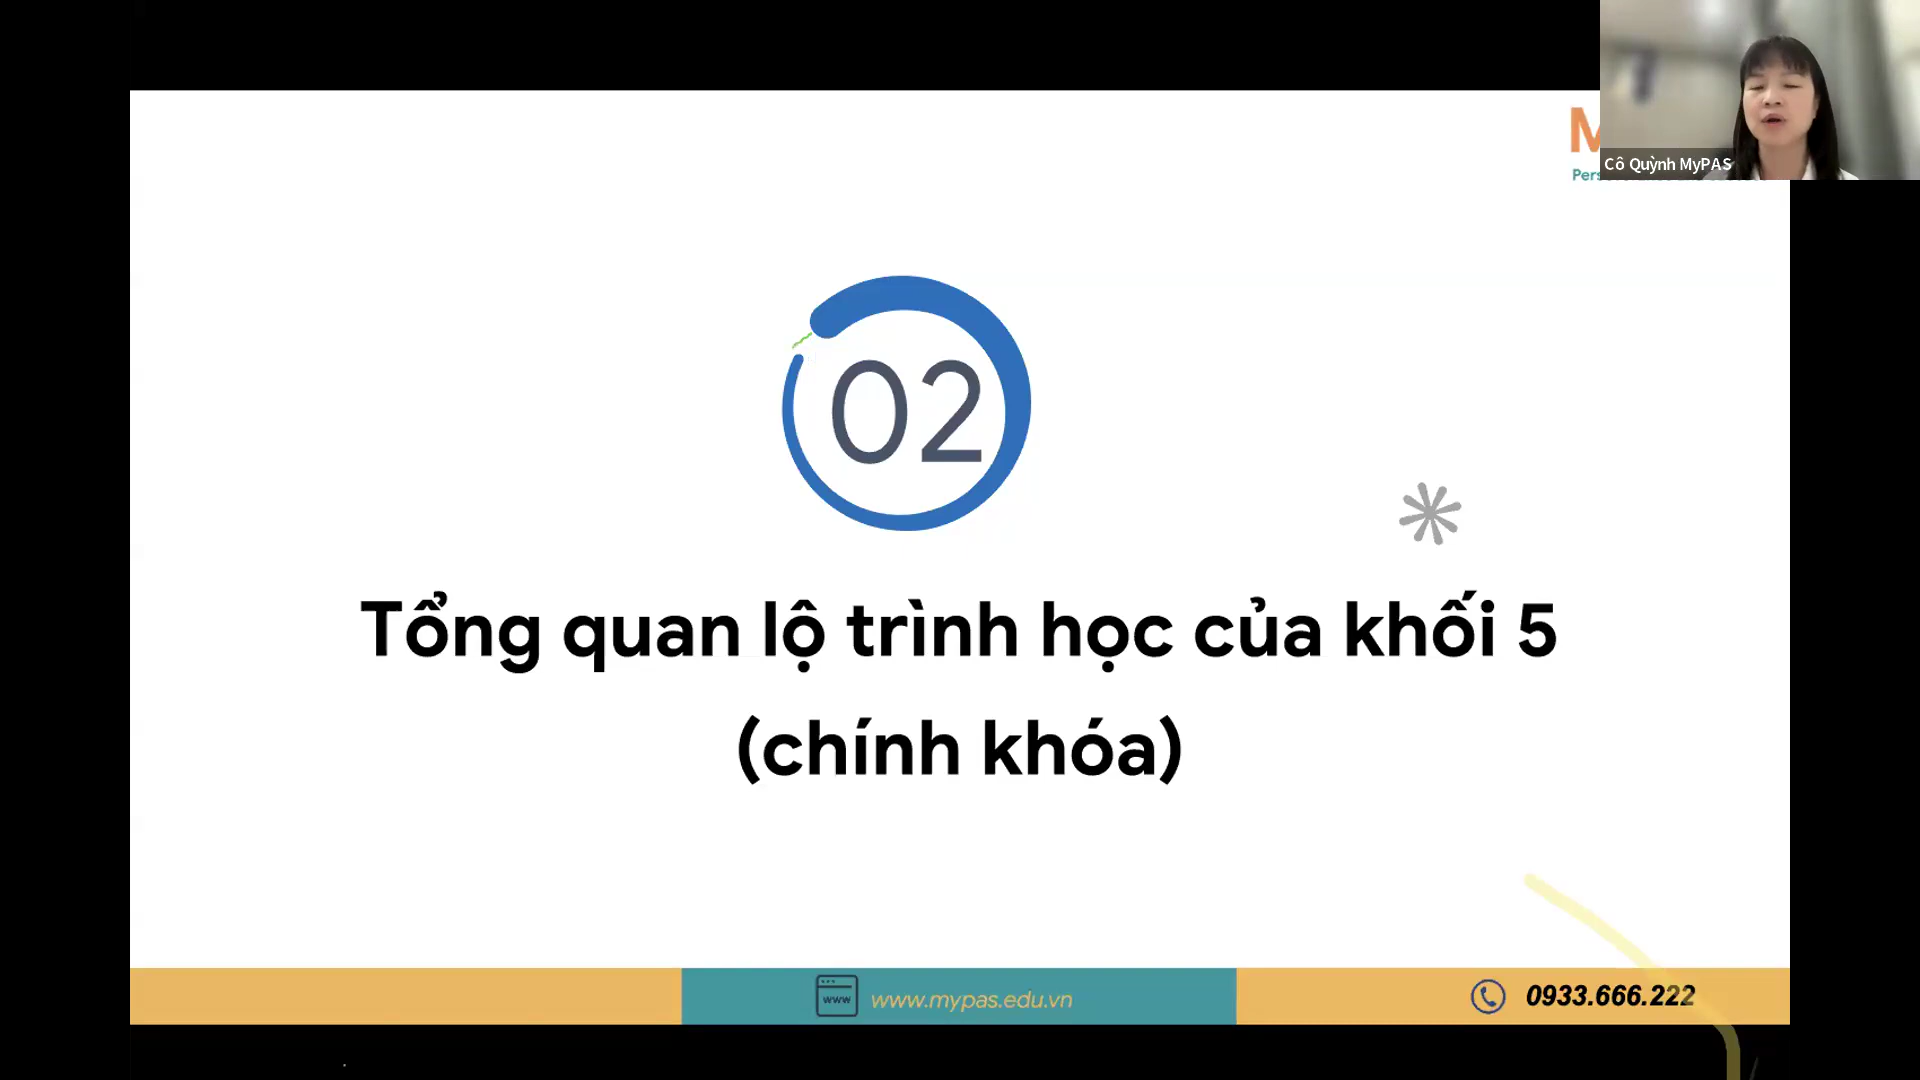 Cô Quỳnh MyPAS
02
Tổng quan lộ trình học của khối 5
(chính khóa)
www
www.mypas.edu.vn
0933.666.222